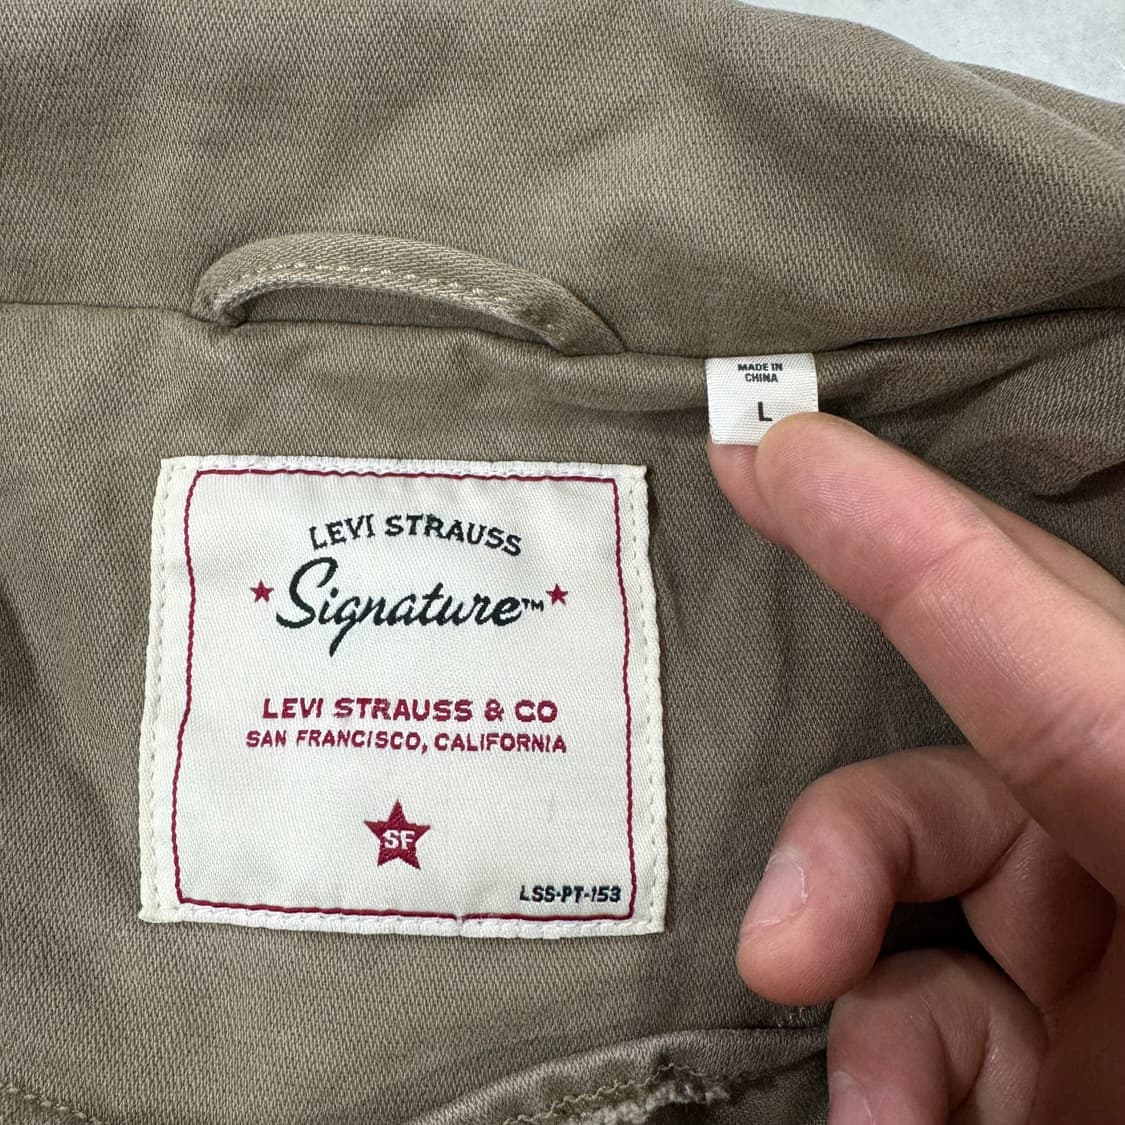 MADE IN
CHINA
L
LEVI STRAUSS
Signature™
LEVI STRAUSS & CO
SAN FRANCISCO, CALIFORNIA
SF
LSS-PT-153